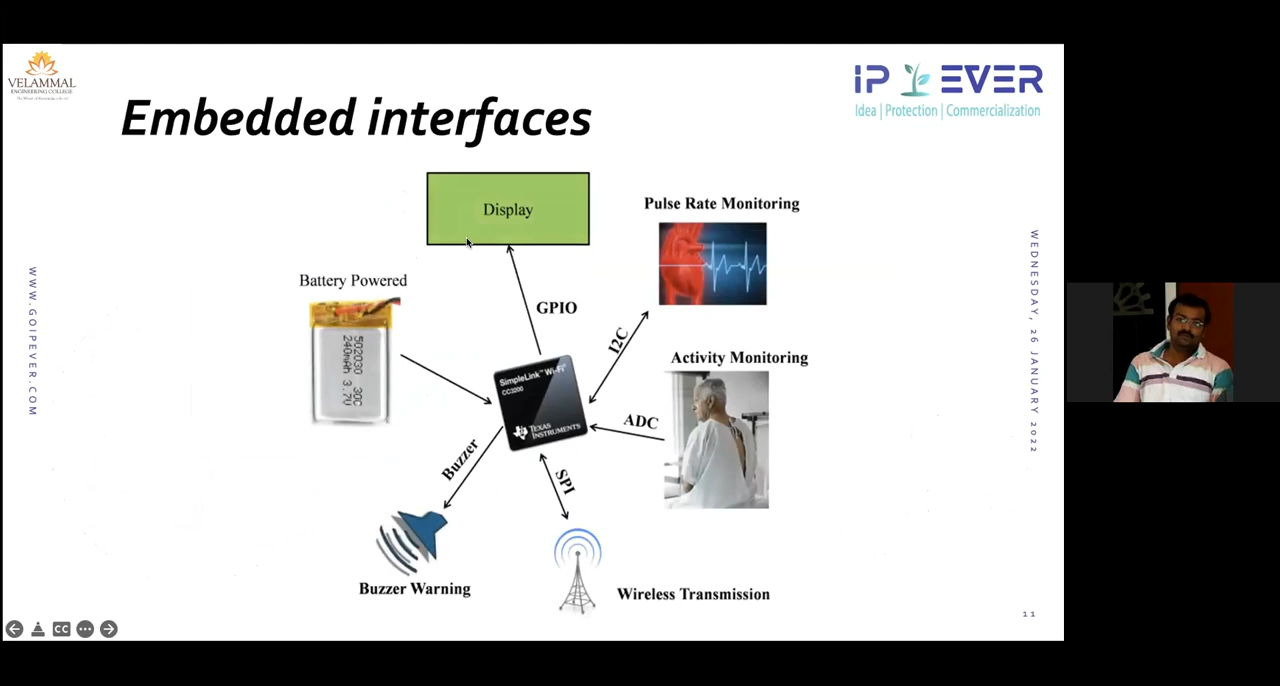 VELAMMAL
ENGINEERING COLLEGE
IP EVER
Idea | Protection | Commercialization
Embedded interfaces
Display
Pulse Rate Monitoring
Battery Powered
GPIO
I2C
502030 30C
240mAh 3.7V
SimpleLink™ Wi-Fi®
CC3200
TEXAS
INSTRUMENTS
Activity Monitoring
ADC
Buzzer
SPI
Buzzer Warning
Wireless Transmission
WWW.GOIPEVER.COM
WEDNESDAY, 26 JANUARY 2022
11
CC